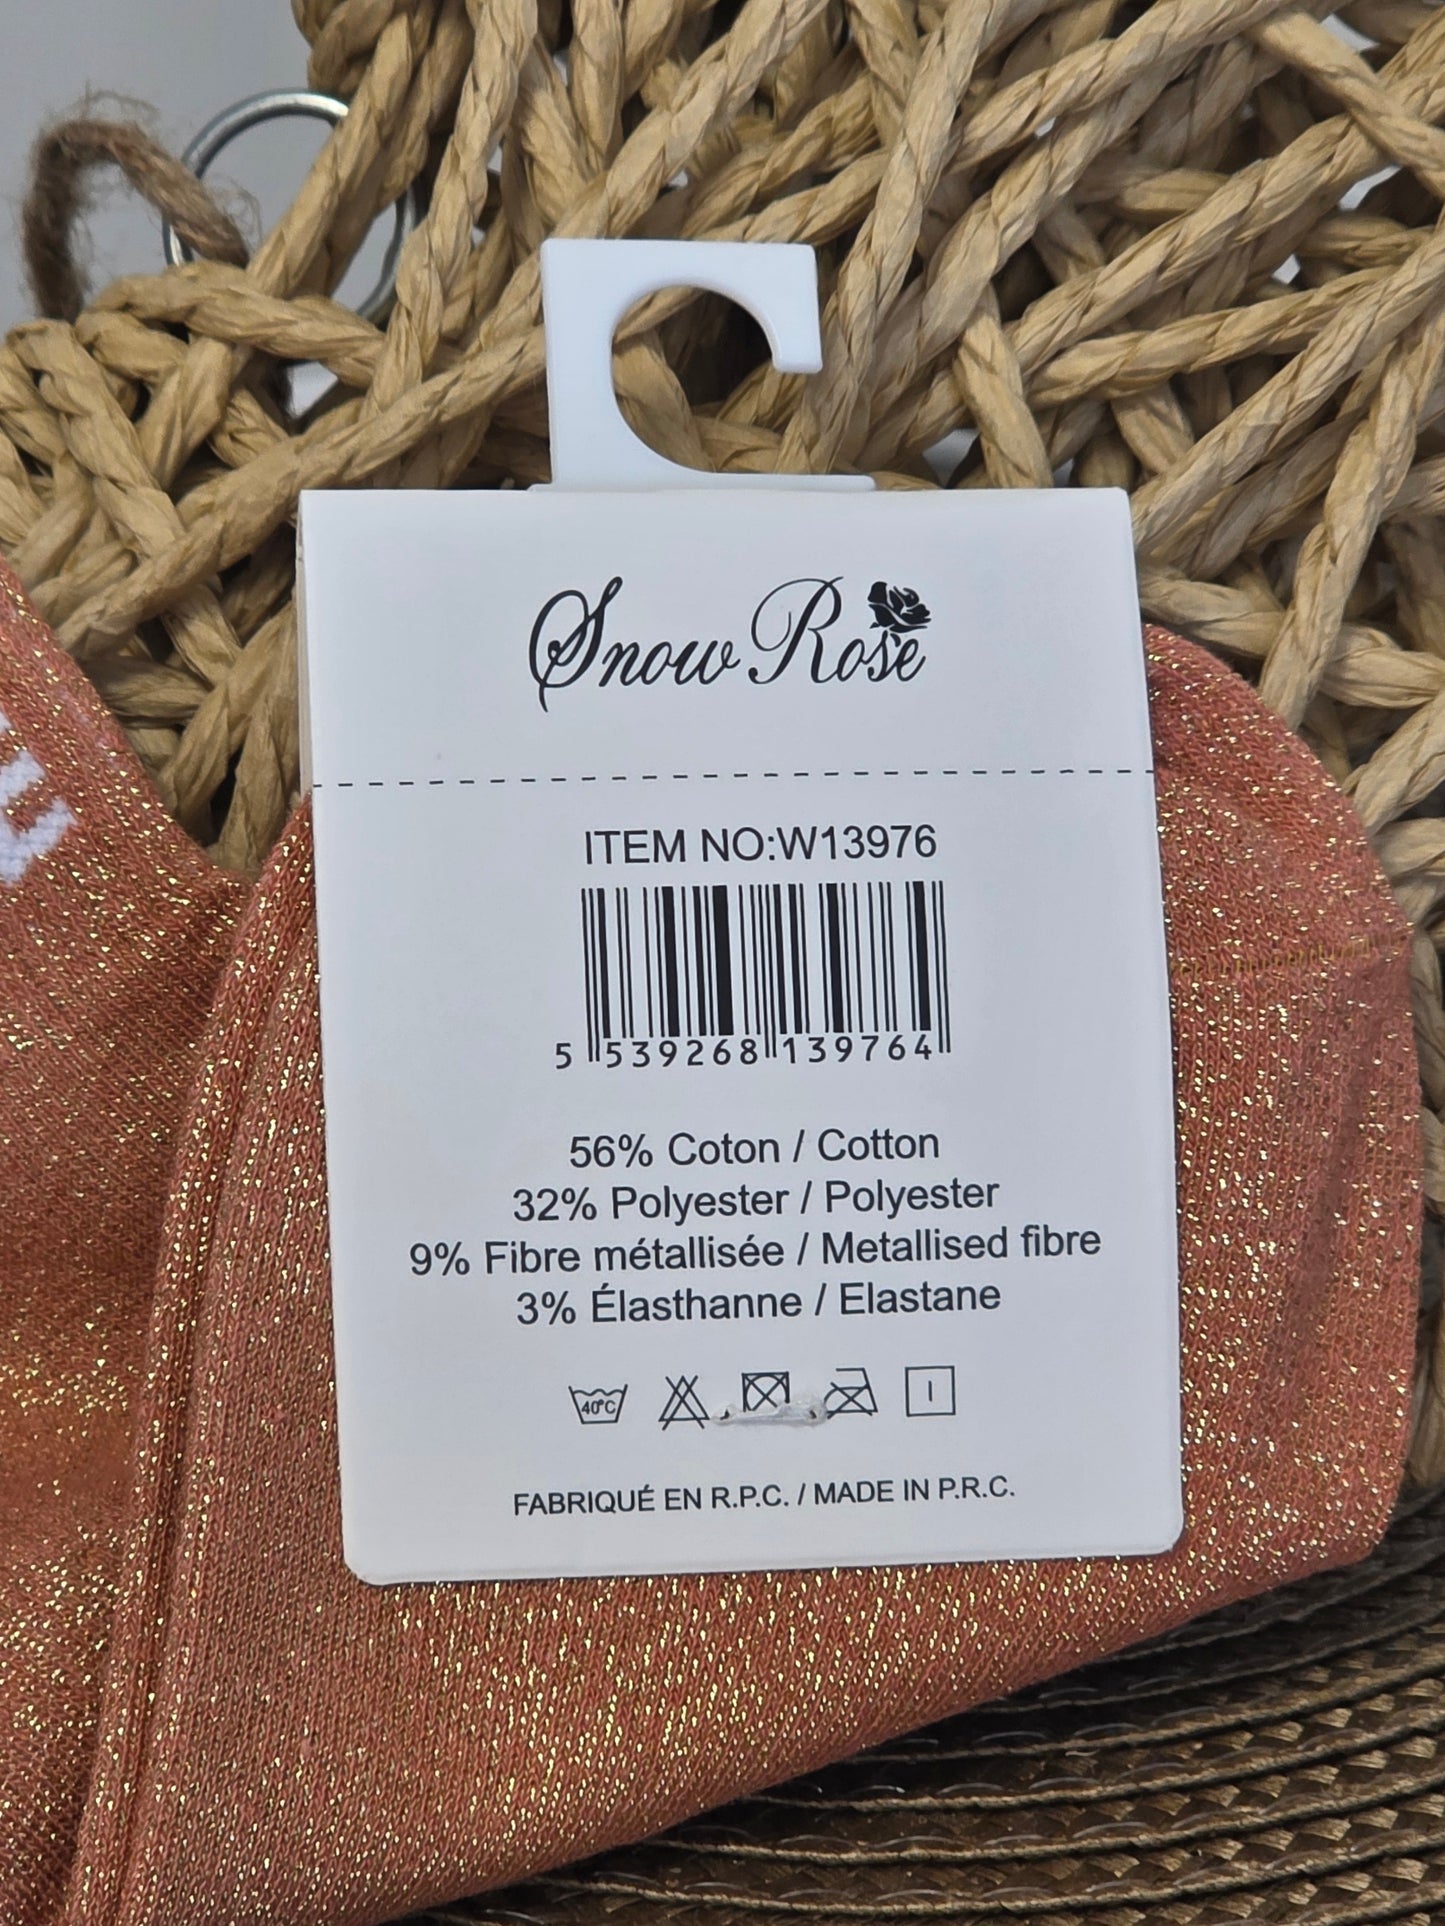 Snow Rose
ITEM NO:W13976
5 539268 139764
56% Coton / Cotton
32% Polyester / Polyester
9% Fibre métallisée / Metallised fibre
3% Élasthanne / Elastane
40°C
FABRIQUÉ EN R.P.C. / MADE IN P.R.C.